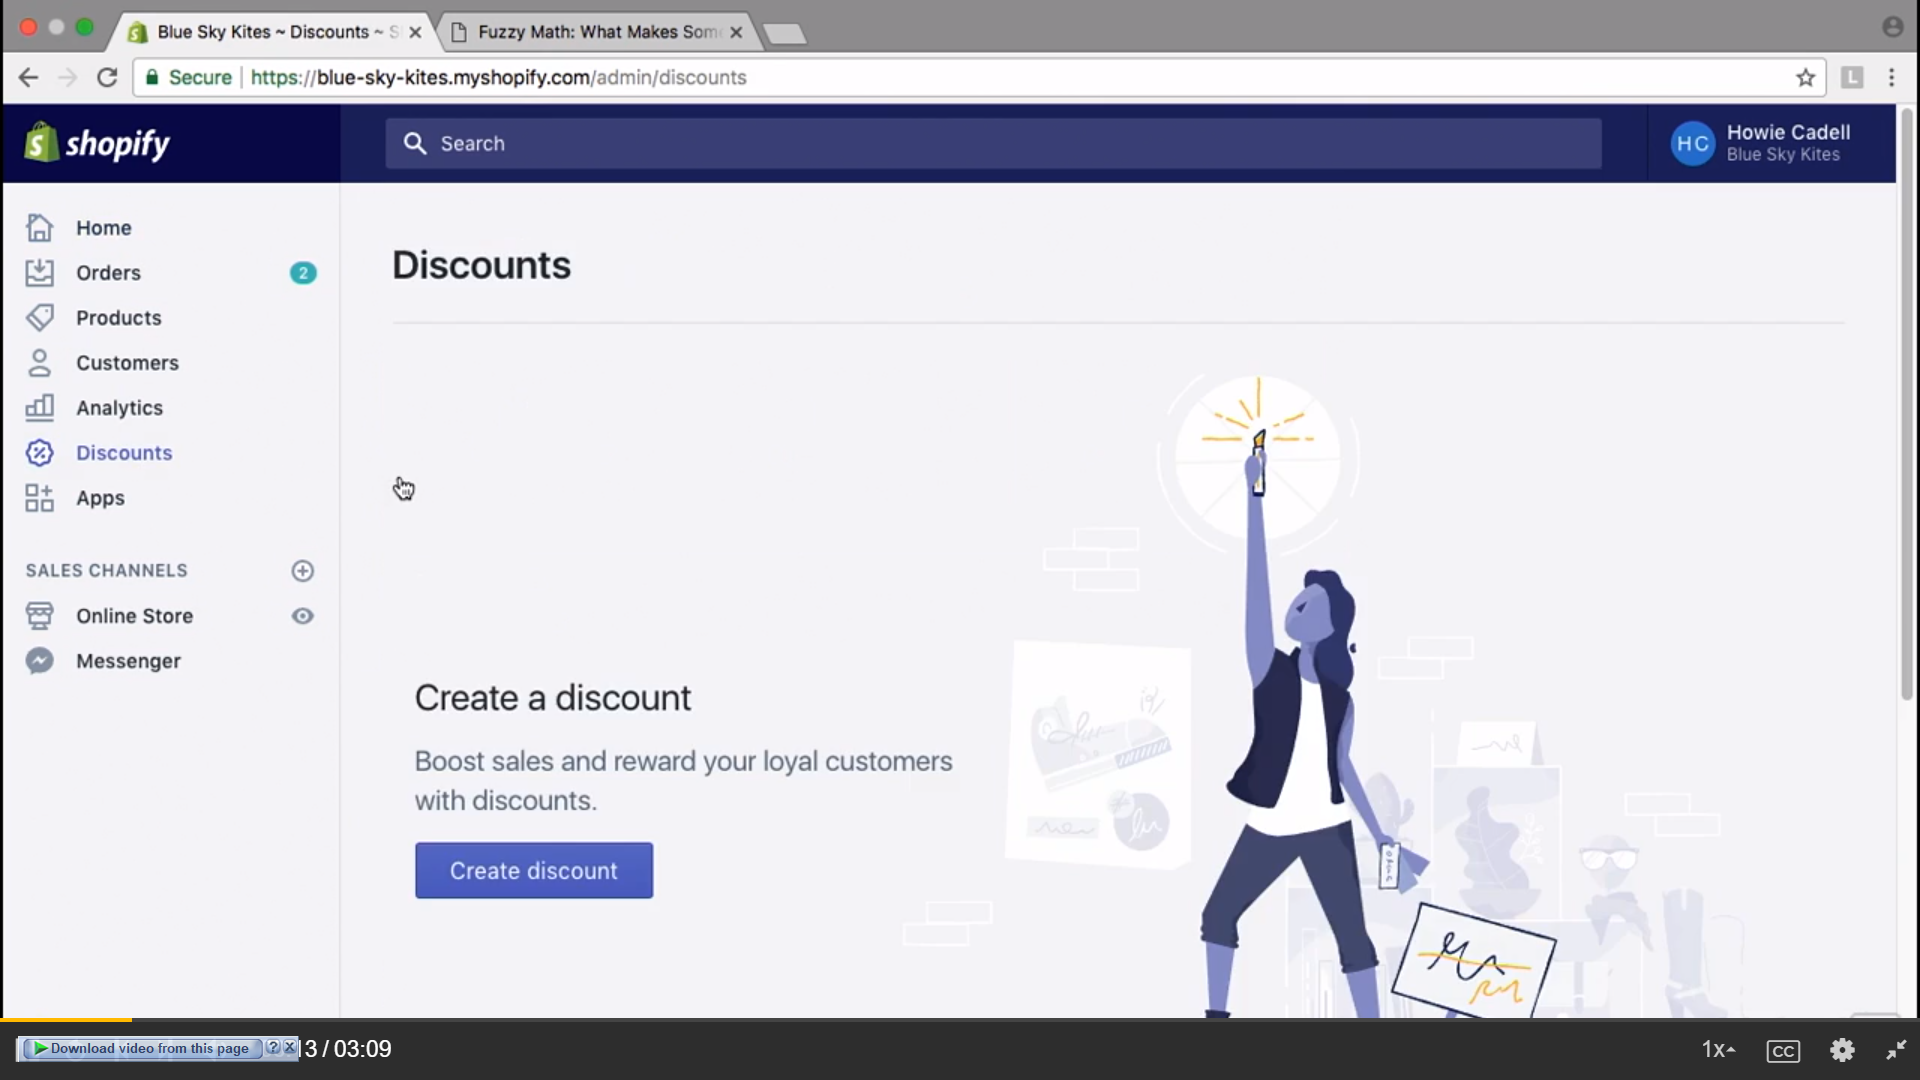 Blue Sky Kites ~ Discounts ~ S
Fuzzy Math: What Makes Som
Secure
https://blue-sky-kites.myshopify.com/admin/discounts
L
shopify
Search
HC
Howie Cadell
Blue Sky Kites
Home
Orders
2
Products
Customers
Analytics
Discounts
Apps
SALES CHANNELS
Online Store
Messenger
Discounts
Create a discount
Boost sales and reward your loyal customers
with discounts.
Create discount
Download video from this page
?
3 / 03:09
1x
CC